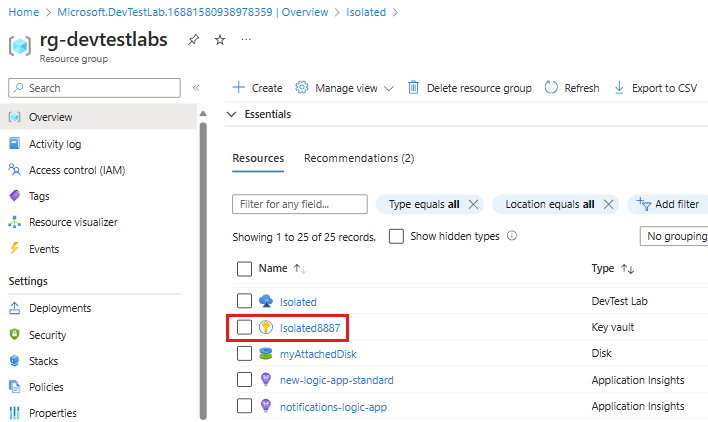 Home > Microsoft.DevTestLab.16881580938978359 | Overview > Isolated >
rg-devtestlabs
Resource group
Search
Overview
Activity log
Access control (IAM)
Tags
Resource visualizer
Events
Settings
Deployments
Security
Stacks
Policies
Properties
Create Manage view Delete resource group Refresh Export to CSV
Essentials
Resources Recommendations (2)
Filter for any field... Type equals all Location equals all Add filter
Showing 1 to 25 of 25 records. Show hidden types No grouping
Name Type
Isolated DevTest Lab
Isolated8887 Key vault
myAttachedDisk Disk
new-logic-app-standard Application Insights
notifications-logic-app Application Insights